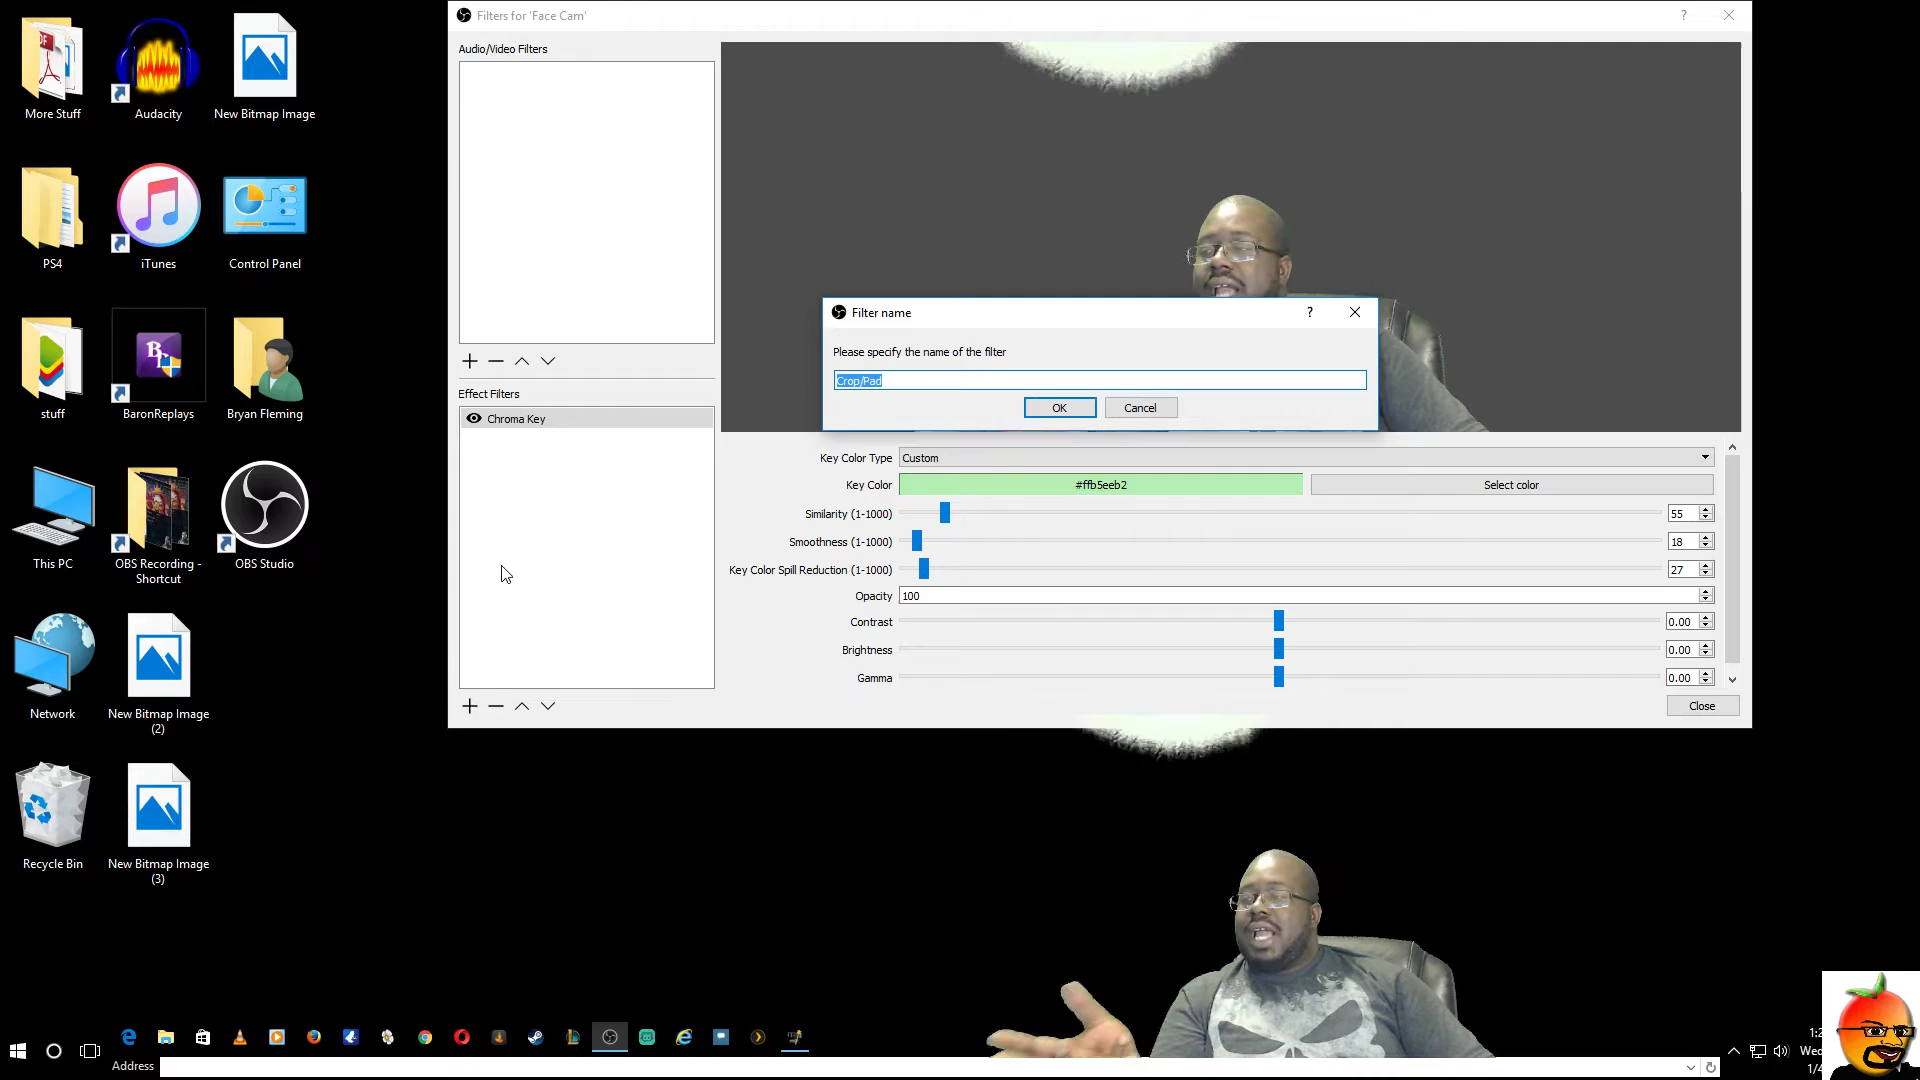 Filters for 'Face Cam'
?
Audio/Video Filters
More Stuff
Audacity
New Bitmap Image
PS4
iTunes
Control Panel
stuff
BaronReplays
Bryan Fleming
This PC
OBS Recording -
Shortcut
OBS Studio
Network
New Bitmap Image
(2)
Recycle Bin
New Bitmap Image
(3)
Effect Filters
Chroma Key
Filter name
?
Please specify the name of the filter
Crop/Pad
OK
Cancel
Key Color Type
Custom
Key Color
#ffb5eeb2
Select color
Similarity (1-1000)
55
Smoothness (1-1000)
18
Key Color Spill Reduction (1-1000)
27
Opacity
100
Contrast
0.00
Brightness
0.00
Gamma
0.00
Close
Address